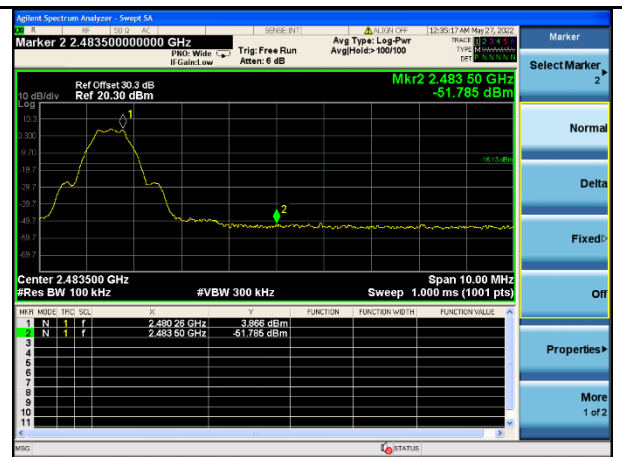 Agilent Spectrum Analyzer - Swept SA
R RF 50 Ω AC SENSE:INT ALIGN OFF 12:35:17 AM May 27, 2022
Marker 2 2.483500000000 GHz
PNO: Wide
IFGain:Low
Trig: Free Run
Atten: 6 dB
Avg Type: Log-Pwr
Avg|Hold:>100/100
TRACE 1 2 3 4 5 6
TYPE M
DET P N N N N N
Mkr2 2.483 50 GHz
-51.785 dBm
Ref Offset 30.3 dB
10 dB/div Ref 20.30 dBm
Log
10.3
0.300
-9.70
-19.7
-29.7
-39.7
-49.7
-59.7
-69.7
1
2
-16.13 dBm
Center 2.483500 GHz Span 10.00 MHz
#Res BW 100 kHz #VBW 300 kHz Sweep 1.000 ms (1001 pts)
MKR MODE TRC SCL X Y FUNCTION FUNCTION WIDTH FUNCTION VALUE
1 N 1 f 2.480 26 GHz 3.866 dBm
2 N 1 f 2.483 50 GHz -51.785 dBm
3
4
5
6
7
8
9
10
11
MSG STATUS
Marker
Select Marker
2
Normal
Delta
Fixed
Off
Properties
More
1 of 2